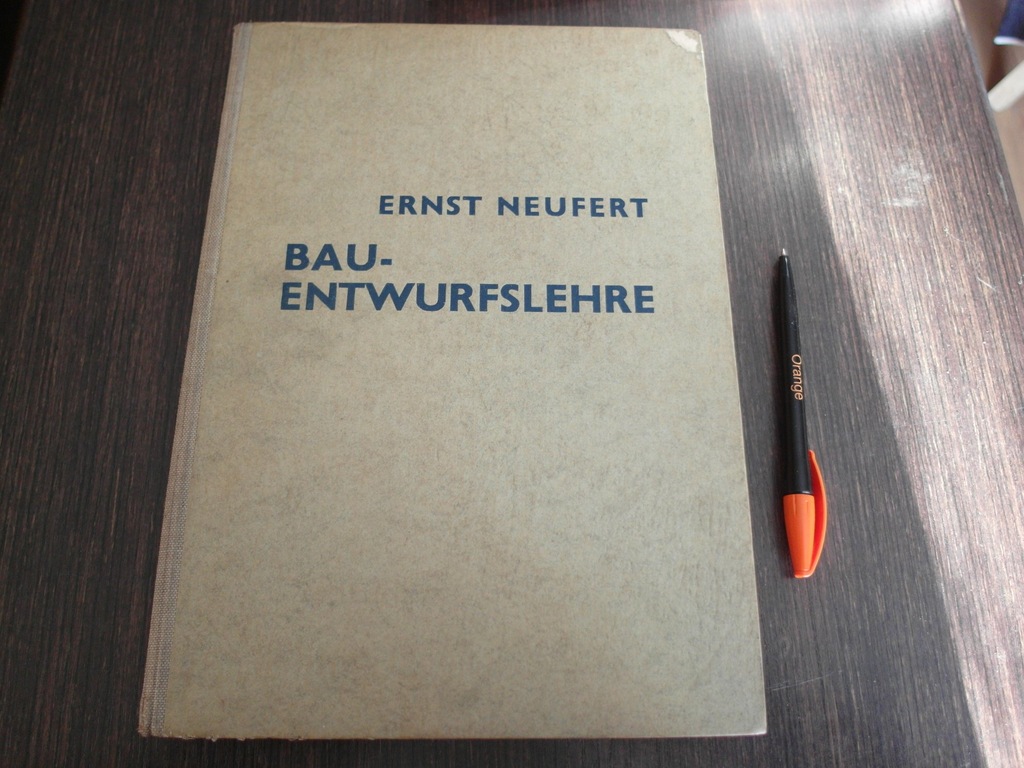 ERNST NEUFERT
BAU-
ENTWURFSLEHRE
Orange